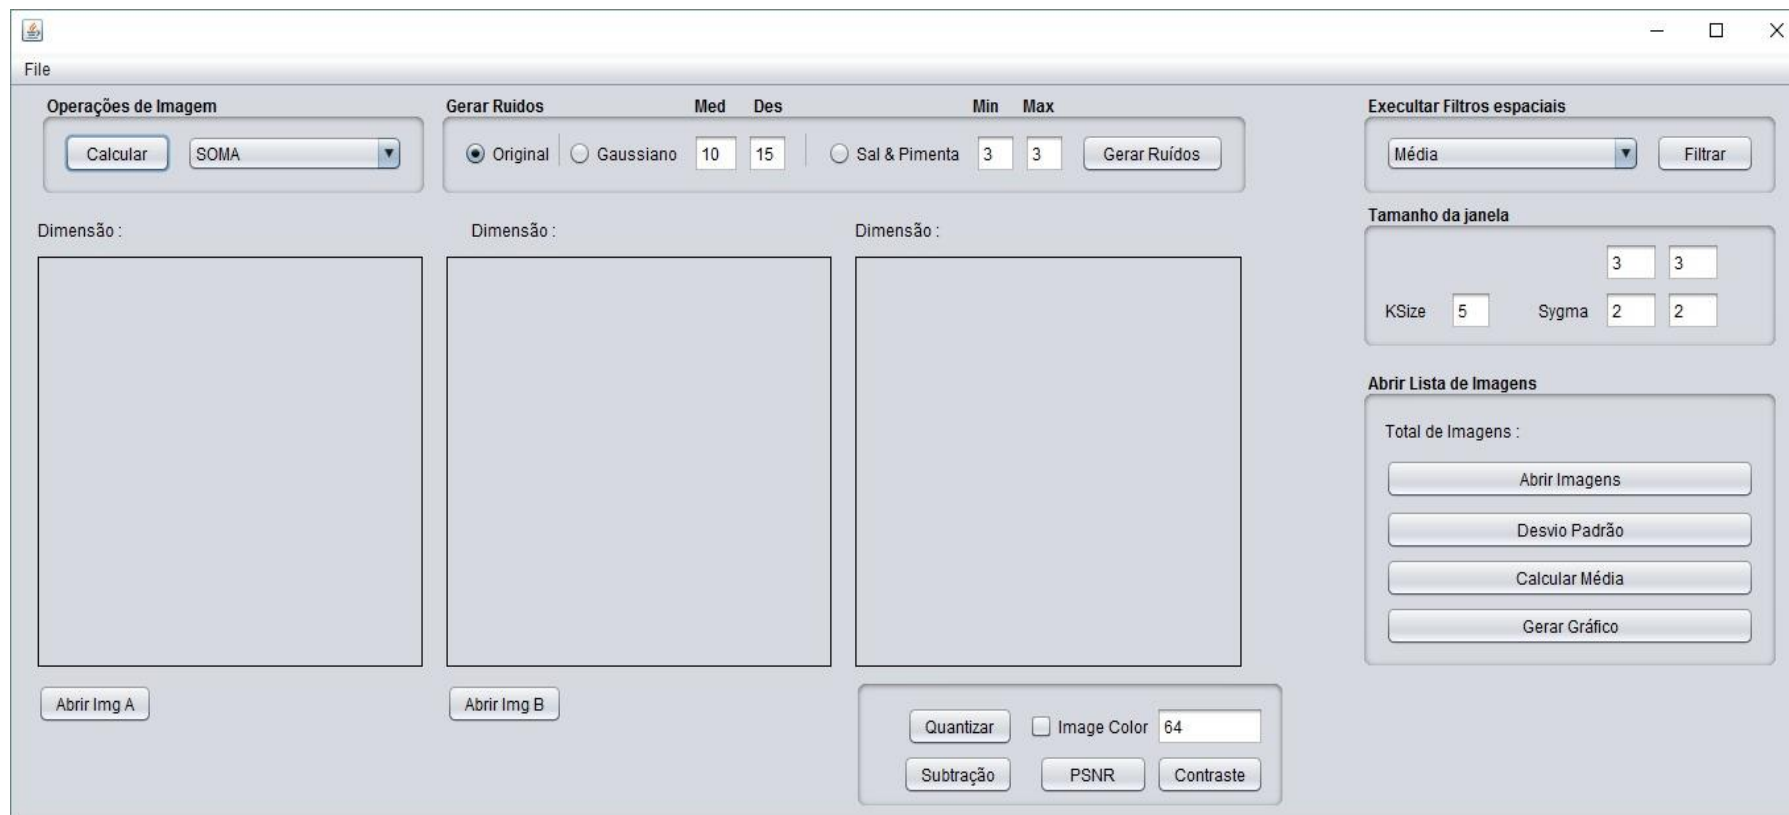 File
Operações de Imagem
Calcular SOMA
Gerar Ruidos Med Des Min Max
Original Gaussiano 10 15 Sal & Pimenta 3 3 Gerar Ruídos
Execultar Filtros espaciais
Média Filtrar
Dimensão :
Dimensão :
Dimensão :
Tamanho da janela
3 3
KSize 5 Sygma 2 2
Abrir Lista de Imagens
Total de Imagens :
Abrir Imagens
Desvio Padrão
Calcular Média
Gerar Gráfico
Abrir Img A
Abrir Img B
Quantizar Image Color 64
Subtração PSNR Contraste